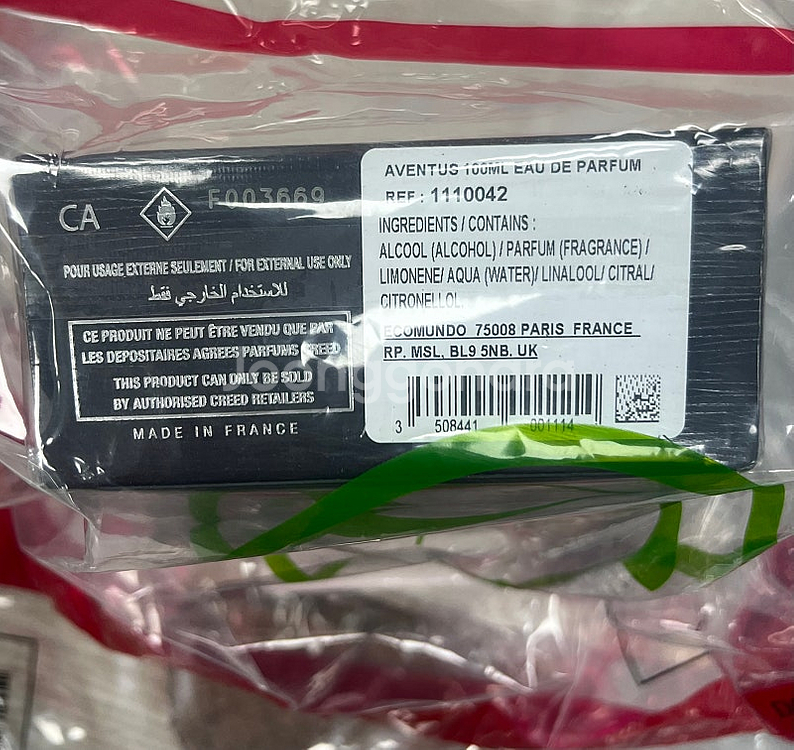 CA
F003669
POUR USAGE EXTERNE SEULEMENT / FOR EXTERNAL USE ONLY
للاستخدام الخارجي فقط
CE PRODUIT NE PEUT ÊTRE VENDU QUE PAR
LES DEPOSITAIRES AGREES PARFUMS CREED
THIS PRODUCT CAN ONLY BE SOLD
BY AUTHORISED CREED RETAILERS
MADE IN FRANCE
AVENTUS 100ML EAU DE PARFUM
REF : 1110042
INGREDIENTS / CONTAINS :
ALCOOL (ALCOHOL) / PARFUM (FRAGRANCE) /
LIMONENE/ AQUA (WATER)/ LINALOOL/ CITRAL/
CITRONELLOL.
ECOMUNDO 75008 PARIS FRANCE
RP. MSL, BL9 5NB. UK
3 508441 001114